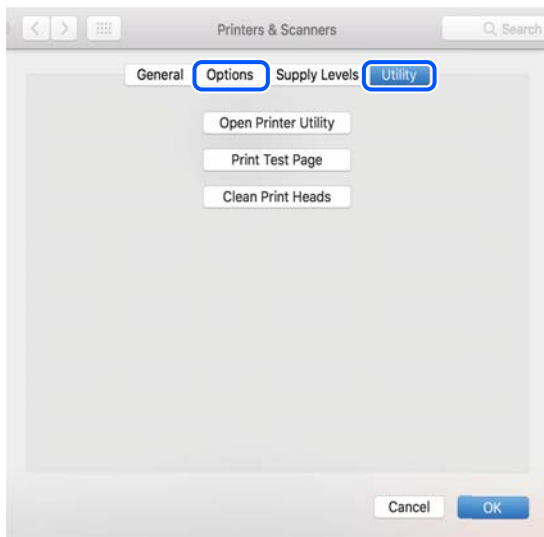 Printers & Scanners Search
General Options Supply Levels Utility
Open Printer Utility
Print Test Page
Clean Print Heads
Cancel OK